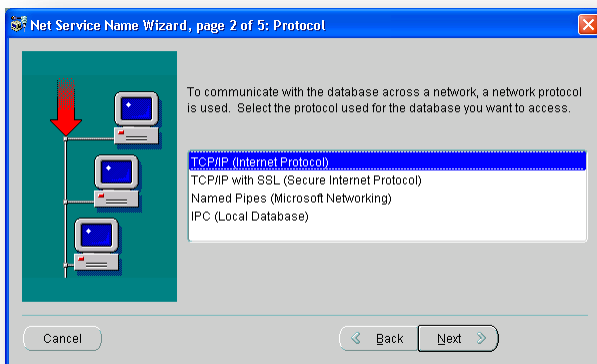 Net Service Name Wizard, page 2 of 5: Protocol
To communicate with the database across a network, a network protocol
is used. Select the protocol used for the database you want to access.
TCP/IP (Internet Protocol)
TCP/IP with SSL (Secure Internet Protocol)
Named Pipes (Microsoft Networking)
IPC (Local Database)
Cancel
Back
Next